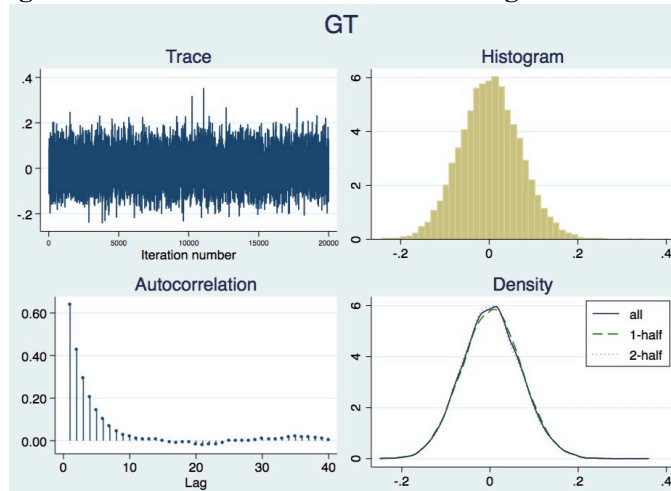 GT
Trace
.4
.2
0
-.2
0 5000 10000 15000 20000
Iteration number
Histogram
6
4
2
0
-.2 0 .2 .4
Autocorrelation
0.60
0.40
0.20
0.00
0 10 20 30 40
Lag
Density
6
4
2
0
-.2 0 .2 .4
all
1-half
2-half